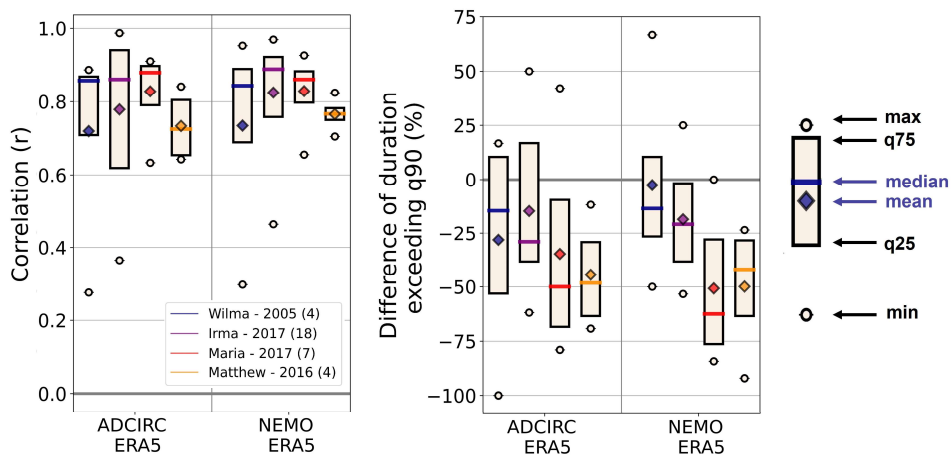 1.0
0.8
0.6
0.4
0.2
0.0
Correlation (r)
Wilma - 2005 (4)
Irma - 2017 (18)
Maria - 2017 (7)
Matthew - 2016 (4)
ADCIRC
ERA5
NEMO
ERA5
75
50
25
0
−25
−50
−75
−100
Difference of duration
exceeding q90 (%)
ADCIRC
ERA5
NEMO
ERA5
max
q75
median
mean
q25
min